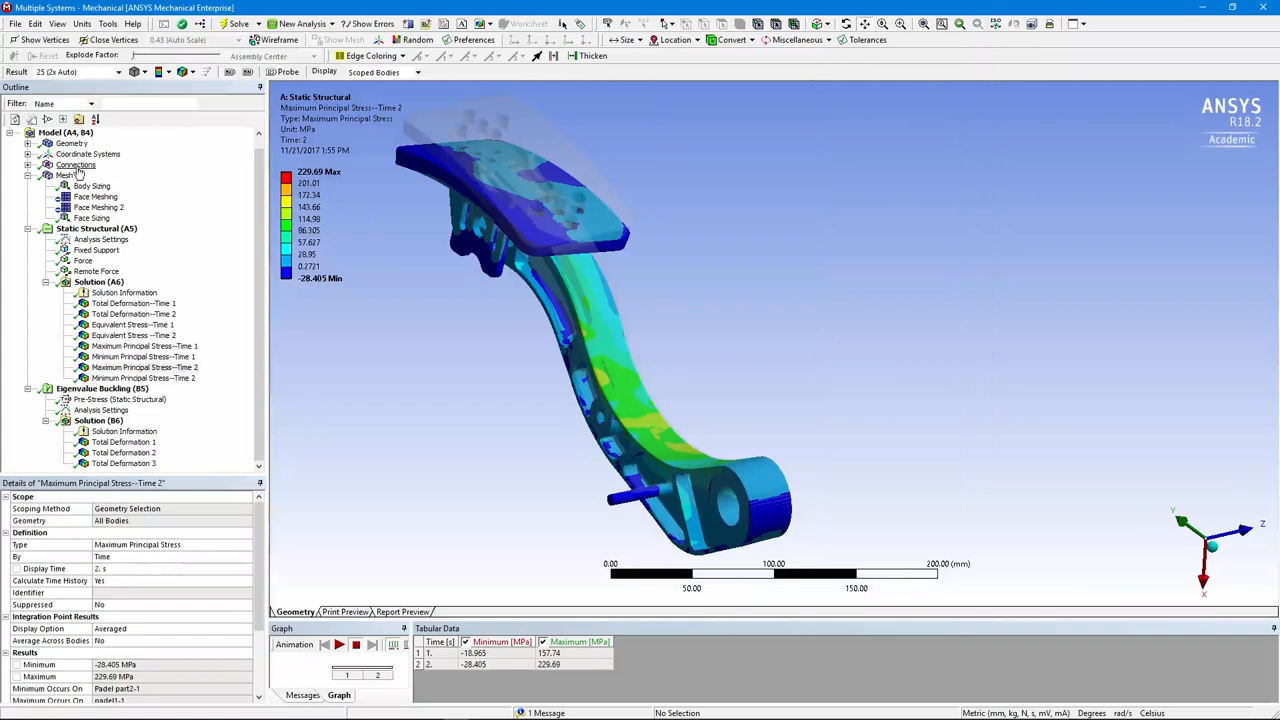 Multiple Systems - Mechanical [ANSYS Mechanical Enterprise]
File Edit View Units Tools Help Solve New Analysis ? / Show Errors Worksheet
Show Vertices Close Vertices 0.43 (Auto Scale) Wireframe Show Mesh Random Preferences Size Location Convert Miscellaneous Tolerances
Reset Explode Factor: Assembly Center Edge Coloring Thicken
Result 25 (2x Auto) Probe Display Scoped Bodies
Outline
Filter: Name
Model (A4, B4)
Geometry
Coordinate Systems
Connections
Mesh
Body Sizing
Face Meshing
Face Meshing 2
Face Sizing
Static Structural (A5)
Analysis Settings
Fixed Support
Force
Remote Force
Solution (A6)
Solution Information
Total Deformation--Time 1
Total Deformation--Time 2
Equivalent Stress--Time 1
Equivalent Stress--Time 2
Maximum Principal Stress--Time 1
Minimum Principal Stress--Time 1
Maximum Principal Stress--Time 2
Minimum Principal Stress--Time 2
Eigenvalue Buckling (B5)
Pre-Stress (Static Structural)
Analysis Settings
Solution (B6)
Solution Information
Total Deformation 1
Total Deformation 2
Total Deformation 3
Details of "Maximum Principal Stress--Time 2"
Scope
Scoping Method Geometry Selection
Geometry All Bodies
Definition
Type Maximum Principal Stress
By Time
Display Time 2. s
Calculate Time History Yes
Identifier
Suppressed No
Integration Point Results
Display Option Averaged
Average Across Bodies No
Results
Minimum -28.405 MPa
Maximum 229.69 MPa
Minimum Occurs On Padel part2-1
Maximum Occurs On padel1-1
A: Static Structural
Maximum Principal Stress--Time 2
Type: Maximum Principal Stress
Unit: MPa
Time: 2
11/21/2017 1:55 PM
229.69 Max
201.01
172.34
143.66
114.98
86.305
57.627
28.95
0.2721
-28.405 Min
ANSYS
R18.2
Academic
Y
Z
X
0.00 100.00 200.00 (mm)
50.00 150.00
Geometry Print Preview Report Preview
Graph
Animation
1 2
Messages Graph
Tabular Data
Time [s] Minimum [MPa] Maximum [MPa]
1 1. -18.965 157.74
2 2. -28.405 229.69
1 Message No Selection Metric (mm, kg, N, s, mV, mA) Degrees rad/s Celsius